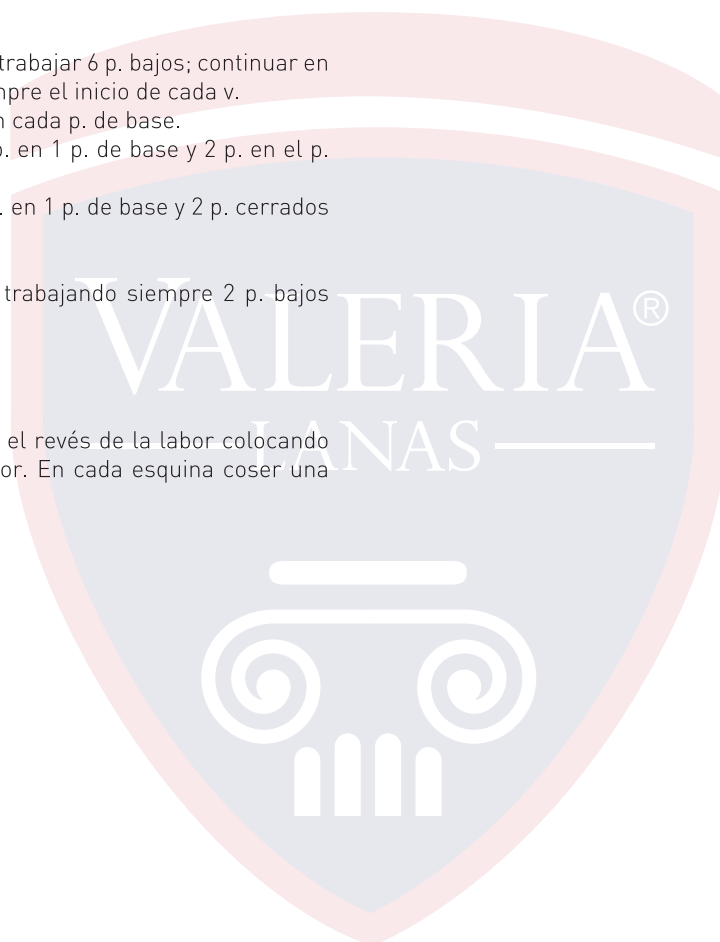 trabajar 6 p. bajos; continuar en
pre el inicio de cada v.
cada p. de base.
. en 1 p. de base y 2 p. en el p.
. en 1 p. de base y 2 p. cerrados
trabajando siempre 2 p. bajos
VALERIA®
el revés de la labor colocando
LANAS
or. En cada esquina coser una